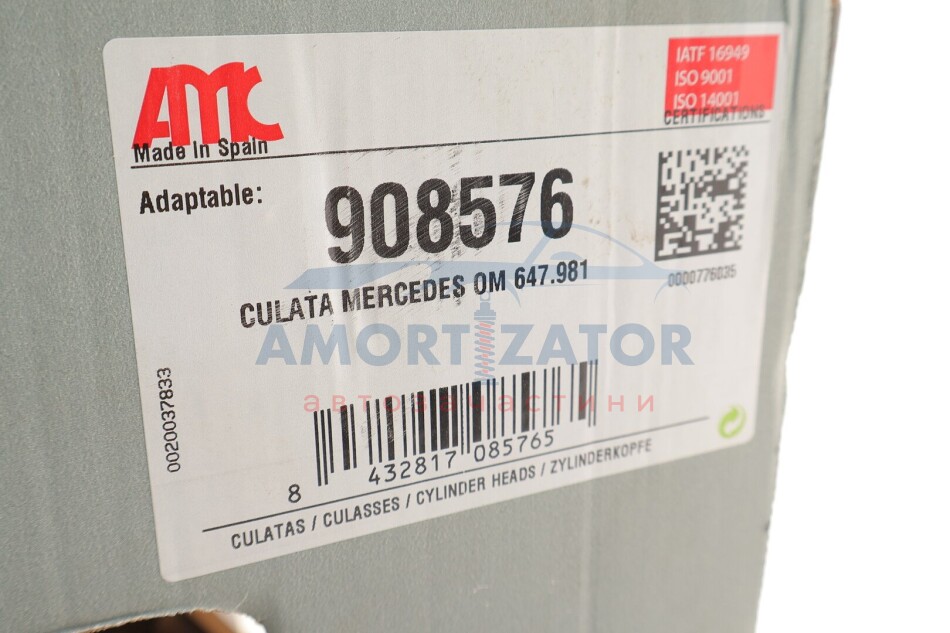 AMC
Made In Spain
IATF 16949
ISO 9001
ISO 14001
CERTIFICATIONS
Adaptable:
908576
0000776035
CULATA MERCEDES OM 647.981
AMORTIZATOR
автозапчастини
0020037833
8 432817 085765
CULATAS / CULASSES / CYLINDER HEADS / ZYLINDERKOPFE